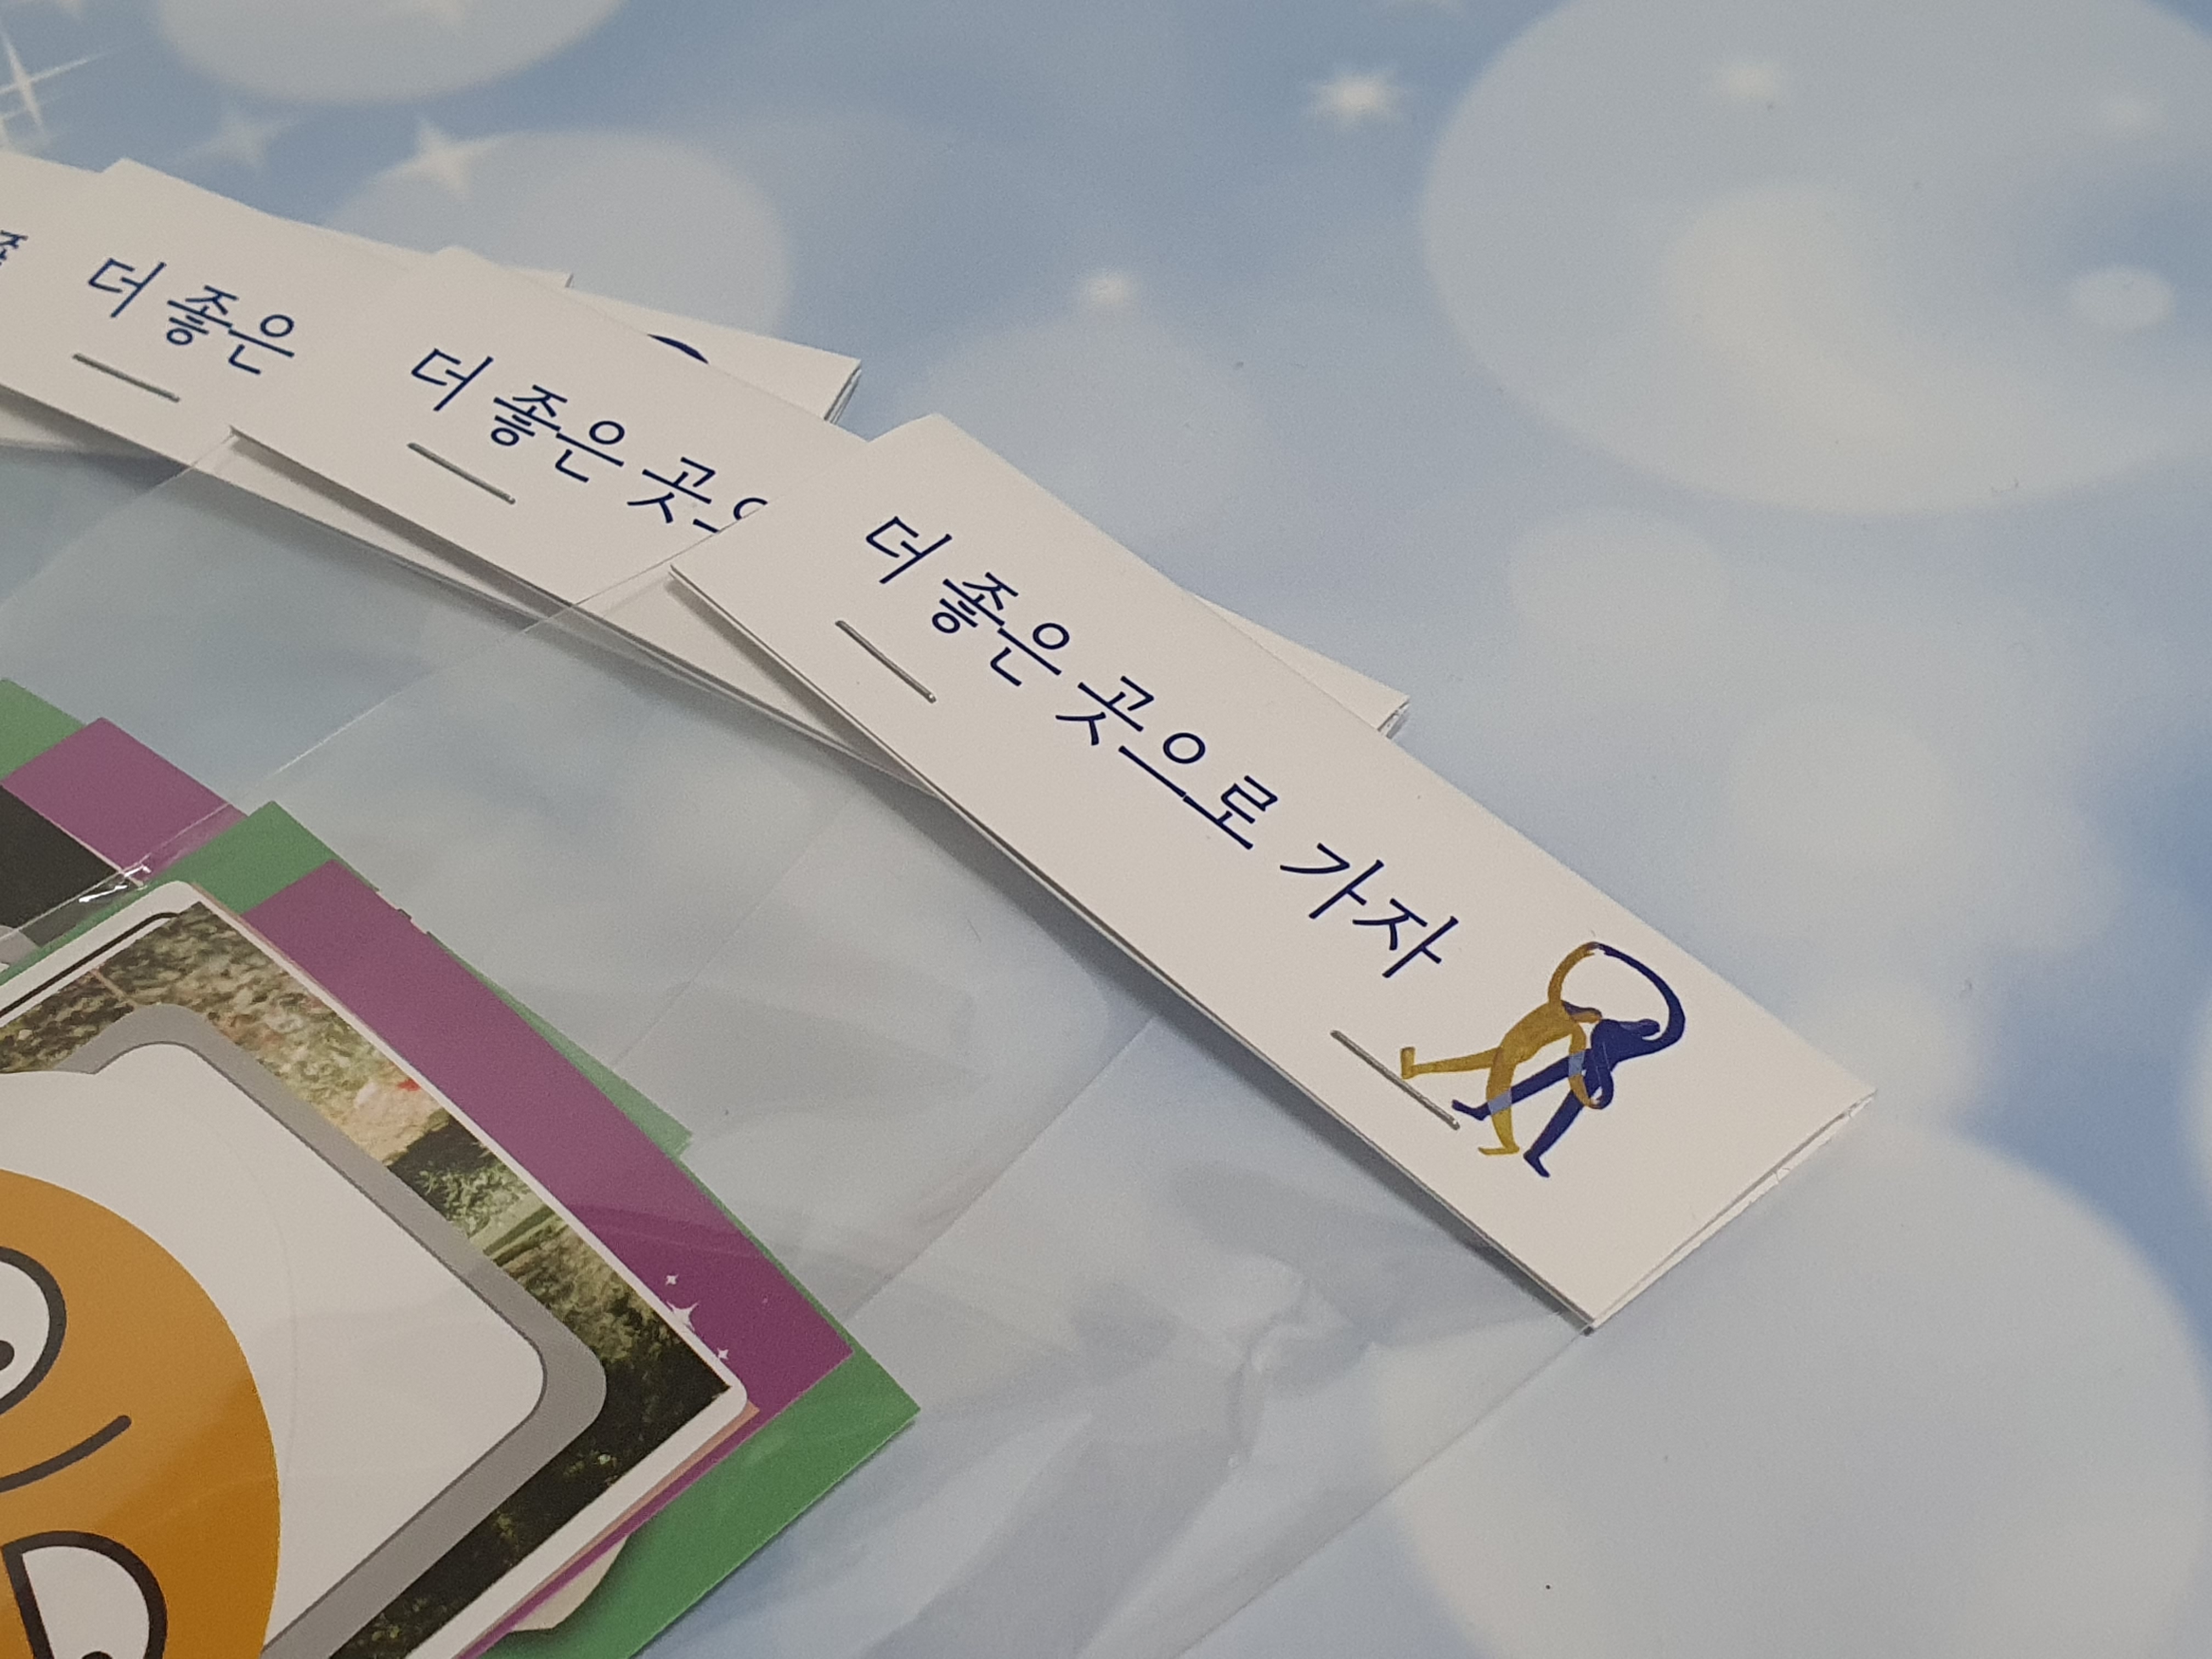 더 좋은
더 좋은 곳으
더 좋은 곳으로 가자